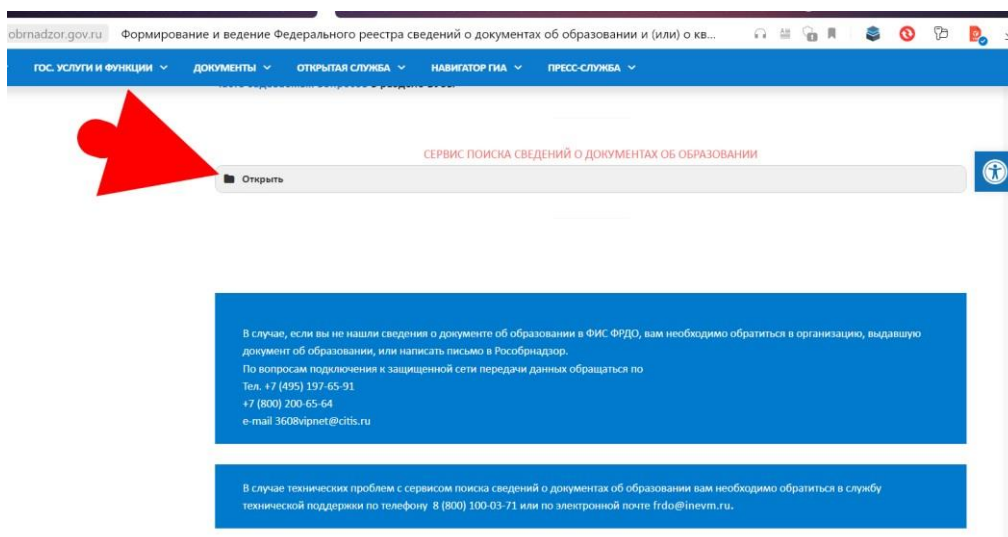 obrnadzor.gov.ru Формирование и ведение Федерального реестра сведений о документах об образовании и (или) о кв...
ГОС. УСЛУГИ И ФУНКЦИИ ДОКУМЕНТЫ ОТКРЫТАЯ СЛУЖБА НАВИГАТОР ГИА ПРЕСС-СЛУЖБА
СЕРВИС ПОИСКА СВЕДЕНИЙ О ДОКУМЕНТАХ ОБ ОБРАЗОВАНИИ
Открыть
В случае, если вы не нашли сведения о документе об образовании в ФИС ФРДО, вам необходимо обратиться в организацию, выдавшую
документ об образовании, или написать письмо в Рособрнадзор.
По вопросам подключения к защищенной сети передачи данных обращаться по
Тел. +7 (495) 197-65-91
+7 (800) 200-65-64
e-mail 3608vipnet@citis.ru
В случае технических проблем с сервисом поиска сведений о документах об образовании вам необходимо обратиться в службу
технической поддержки по телефону 8 (800) 100-03-71 или по электронной почте frdo@inevm.ru.